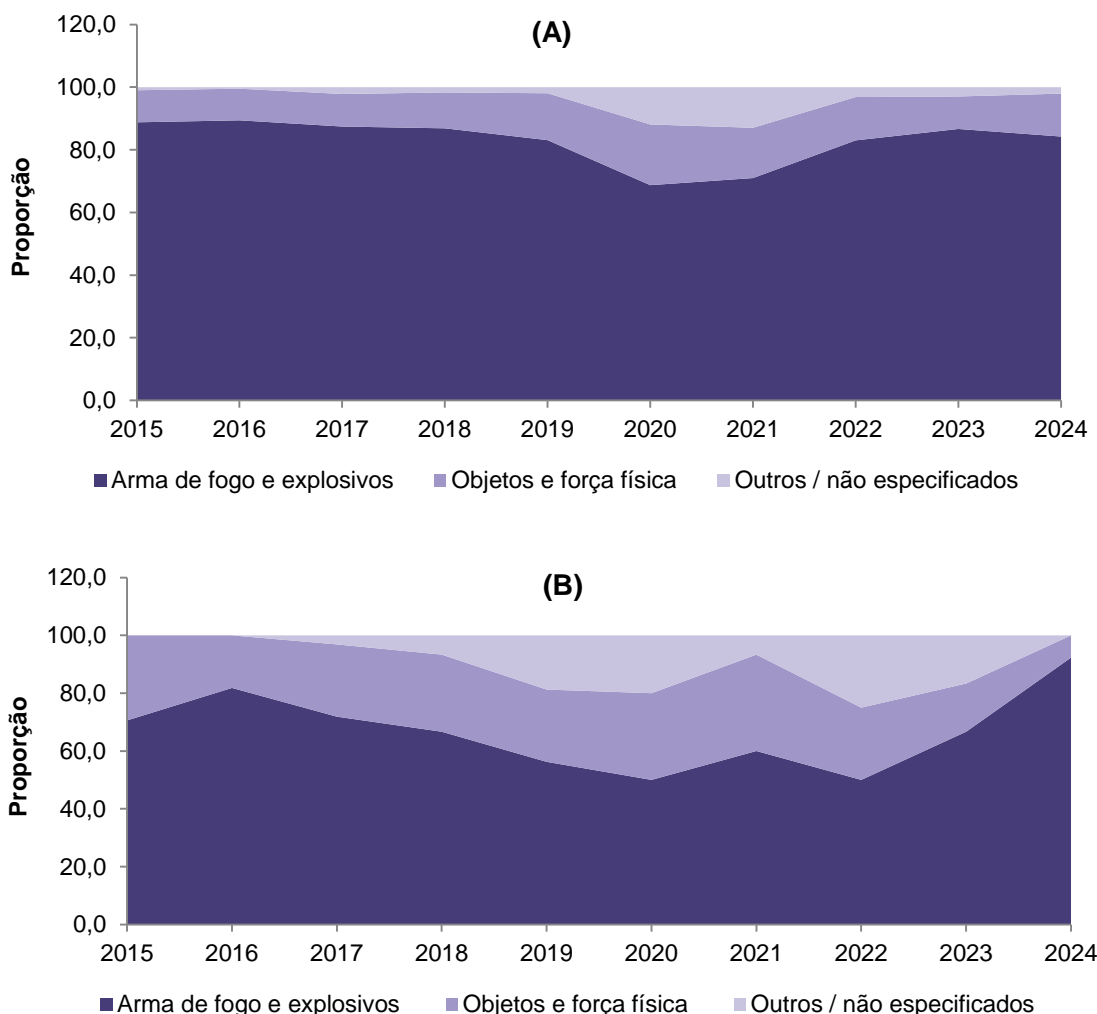 (A)
120,0
100,0
80,0
60,0
40,0
20,0
0,0
Proporção
2015 2016 2017 2018 2019 2020 2021 2022 2023 2024
Arma de fogo e explosivos Objetos e força física Outros / não especificados
(B)
120,0
100,0
80,0
60,0
40,0
20,0
0,0
Proporção
2015 2016 2017 2018 2019 2020 2021 2022 2023 2024
Arma de fogo e explosivos Objetos e força física Outros / não especificados